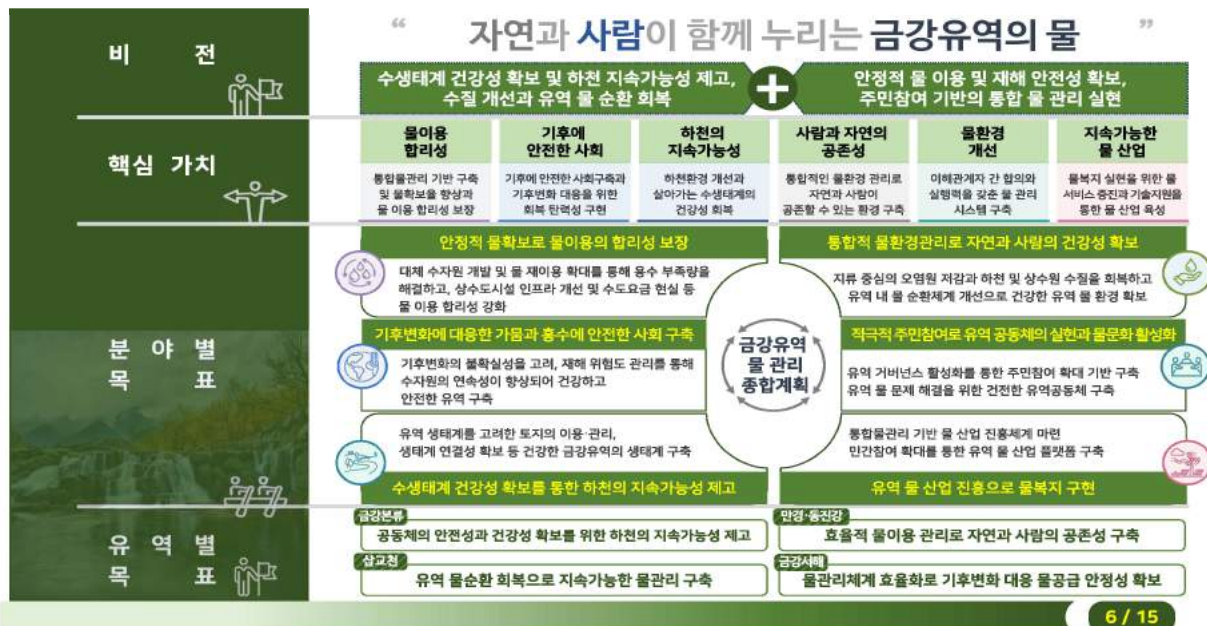 비 전
“ 자연과 사람이 함께 누리는 금강유역의 물 ”
수생태계 건강성 확보 및 하천 지속가능성 제고,
수질 개선과 유역 물 순환 회복
안정적 물 이용 및 재해 안전성 확보,
주민참여 기반의 통합 물 관리 실현
핵심 가치
물이용
합리성
통합물관리 기반 구축
및 물확보율 향상과
물 이용 합리성 보장
기후에
안전한 사회
기후에 안전한 사회구축과
기후변화 대응을 위한
회복 탄력성 구현
하천의
지속가능성
하천환경 개선과
살아가는 수생태계의
건강성 회복
사람과 자연의
공존성
통합적인 물환경 관리로
자연과 사람이
공존할 수 있는 환경 구축
물환경
개선
이해관계자 간 합의와
실행력을 갖춘 물 관리
시스템 구축
지속가능한
물 산업
물복지 실현을 위한 물
서비스 증진과 기술지원을
통한 물 산업 육성
분 야 별
목 표
안정적 물확보로 물이용의 합리성 보장
대체 수자원 개발 및 물 재이용 확대를 통해 용수 부족량을
해결하고, 상수도시설 인프라 개선 및 수도요금 현실 등
물 이용 합리성 강화
통합적 물환경관리로 자연과 사람의 건강성 확보
지류 중심의 오염원 저감과 하천 및 상수원 수질을 회복하고
유역 내 물 순환체계 개선으로 건강한 유역 물 환경 확보
기후변화에 대응한 가뭄과 홍수에 안전한 사회 구축
기후변화의 불확실성을 고려, 재해 위험도 관리를 통해
수자원의 연속성이 향상되어 건강하고
안전한 유역 구축
금강유역
물 관리
종합계획
적극적 주민참여로 유역 공동체의 실현과 물문화 활성화
유역 거버넌스 활성화를 통한 주민참여 확대 기반 구축
유역 물 문제 해결을 위한 건전한 유역공동체 구축
유역 생태계를 고려한 토지의 이용·관리,
생태계 연결성 확보 등 건강한 금강유역의 생태계 구축
수생태계 건강성 확보를 통한 하천의 지속가능성 제고
통합물관리 기반 물 산업 진흥체계 마련
민간참여 확대를 통한 유역 물 산업 플랫폼 구축
유역 물 산업 진흥으로 물복지 구현
유 역 별
목 표
금강본류
공동체의 안전성과 건강성 확보를 위한 하천의 지속가능성 제고
만경·동진강
효율적 물이용 관리로 자연과 사람의 공존성 구축
삽교천
유역 물순환 회복으로 지속가능한 물관리 구축
금강서해
물관리체계 효율화로 기후변화 대응 물공급 안정성 확보
6 / 15